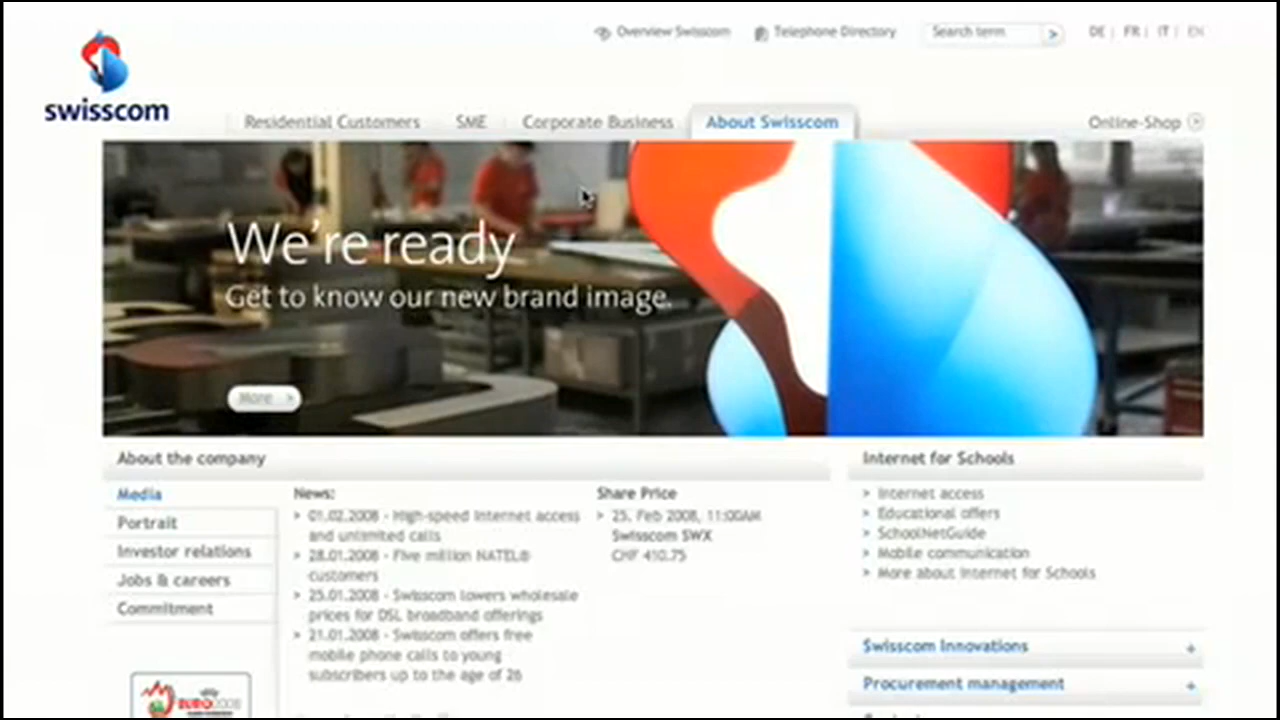 Overview Swisscom
Telephone Directory
Search term
DE | FR | IT | EN
swisscom
Residential Customers
SME
Corporate Business
About Swisscom
Online-Shop
We're ready
Get to know our new brand image.
More
About the company
Media
Portrait
Investor relations
Jobs & careers
Commitment
News:
01.02.2008 - High-speed Internet access
and unlimited calls
28.01.2008 - Five million NATEL®
customers
25.01.2008 - Swisscom lowers wholesale
prices for DSL broadband offerings
21.01.2008 - Swisscom offers free
mobile phone calls to young
subscribers up to the age of 26
Share Price
25. Feb 2008, 11:00AM
Swisscom SWX
CHF 410.75
Internet for Schools
Internet access
Educational offers
SchoolNetGuide
Mobile communication
More about Internet for Schools
Swisscom Innovations
Procurement management
EURO2008